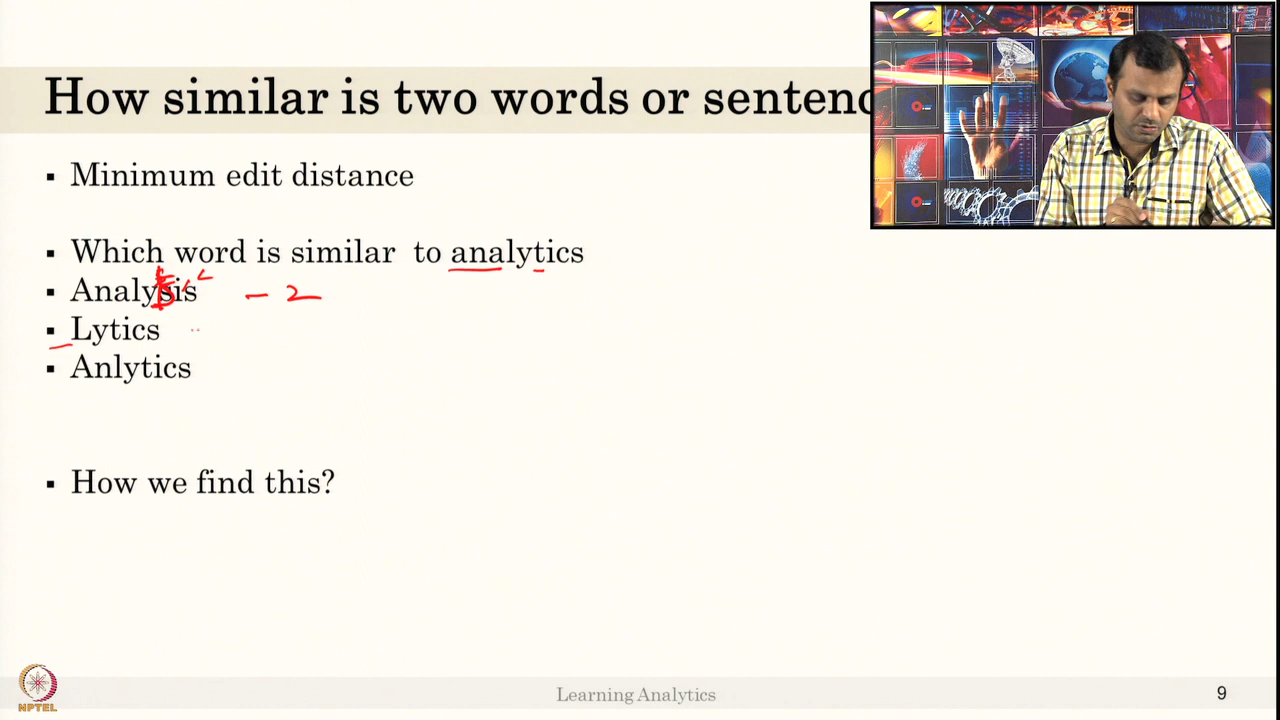 How similar is two words or sentenc
▪ Minimum edit distance
▪ Which word is similar to analytics
▪ Analysis - 2
▪ Lytics
▪ Anlytics
▪ How we find this?
NPTEL
Learning Analytics
9